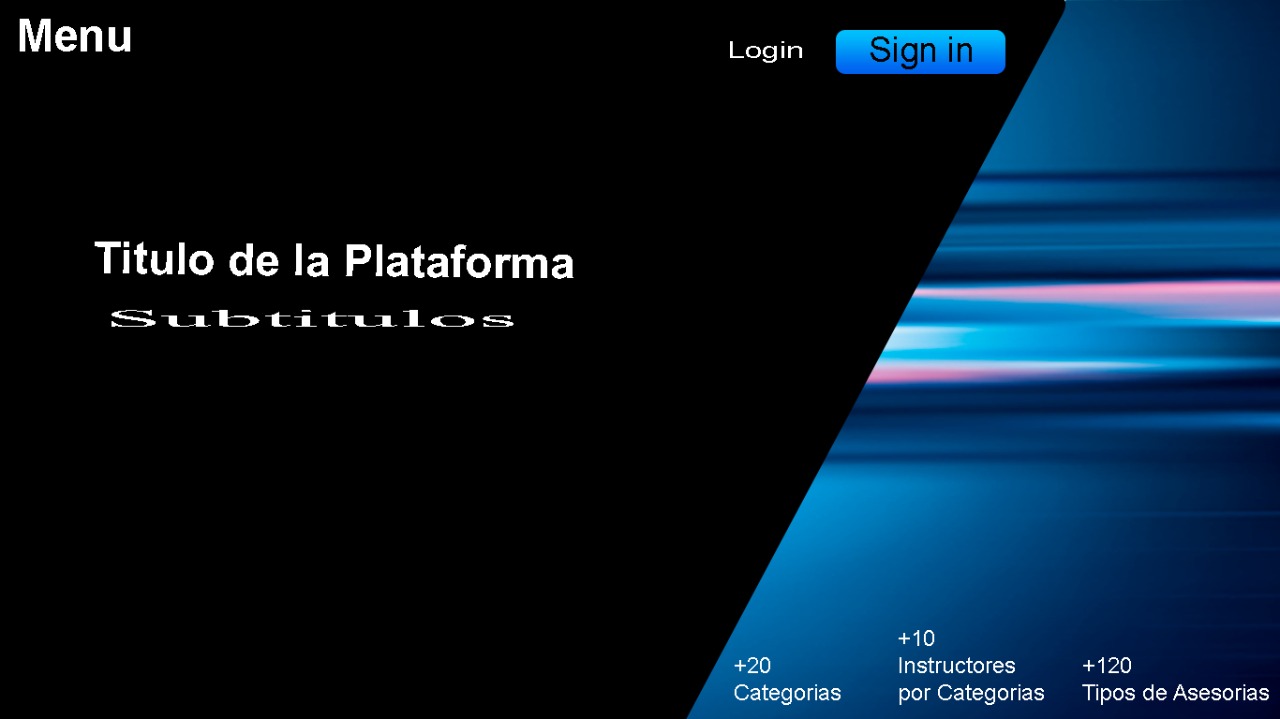 Menu
Login
Sign in
Titulo de la Plataforma
Subtitulos
+20
Categorias
+10
Instructores
por Categorias
+120
Tipos de Asesorias